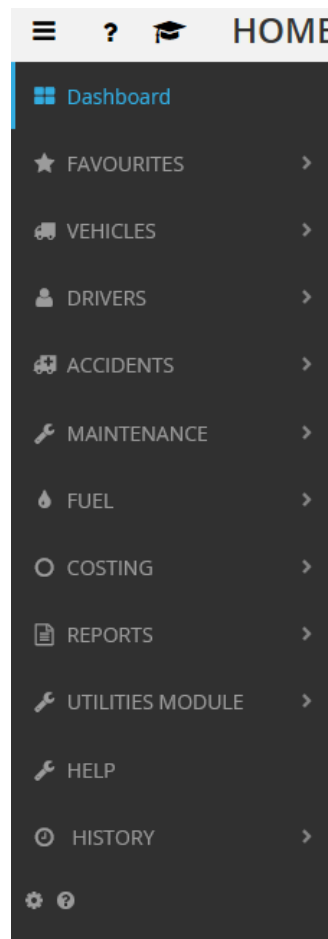 ? HOME
Dashboard
FAVOURITES
VEHICLES
DRIVERS
ACCIDENTS
MAINTENANCE
FUEL
COSTING
REPORTS
UTILITIES MODULE
HELP
HISTORY
?